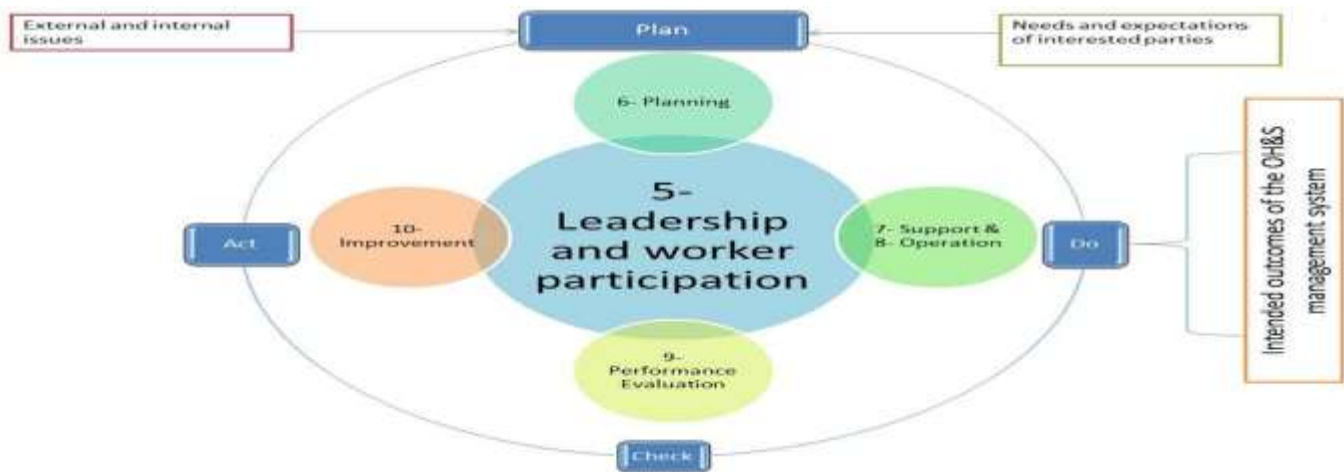 External and internal
issues
Plan
Needs and expectations
of interested parties
6- Planning
5-
Leadership
and worker
participation
10-
Improvement
7- Support &
8- Operation
Act
Do
Intended outcomes of the OH&S
management system
9-
Performance
Evaluation
Check